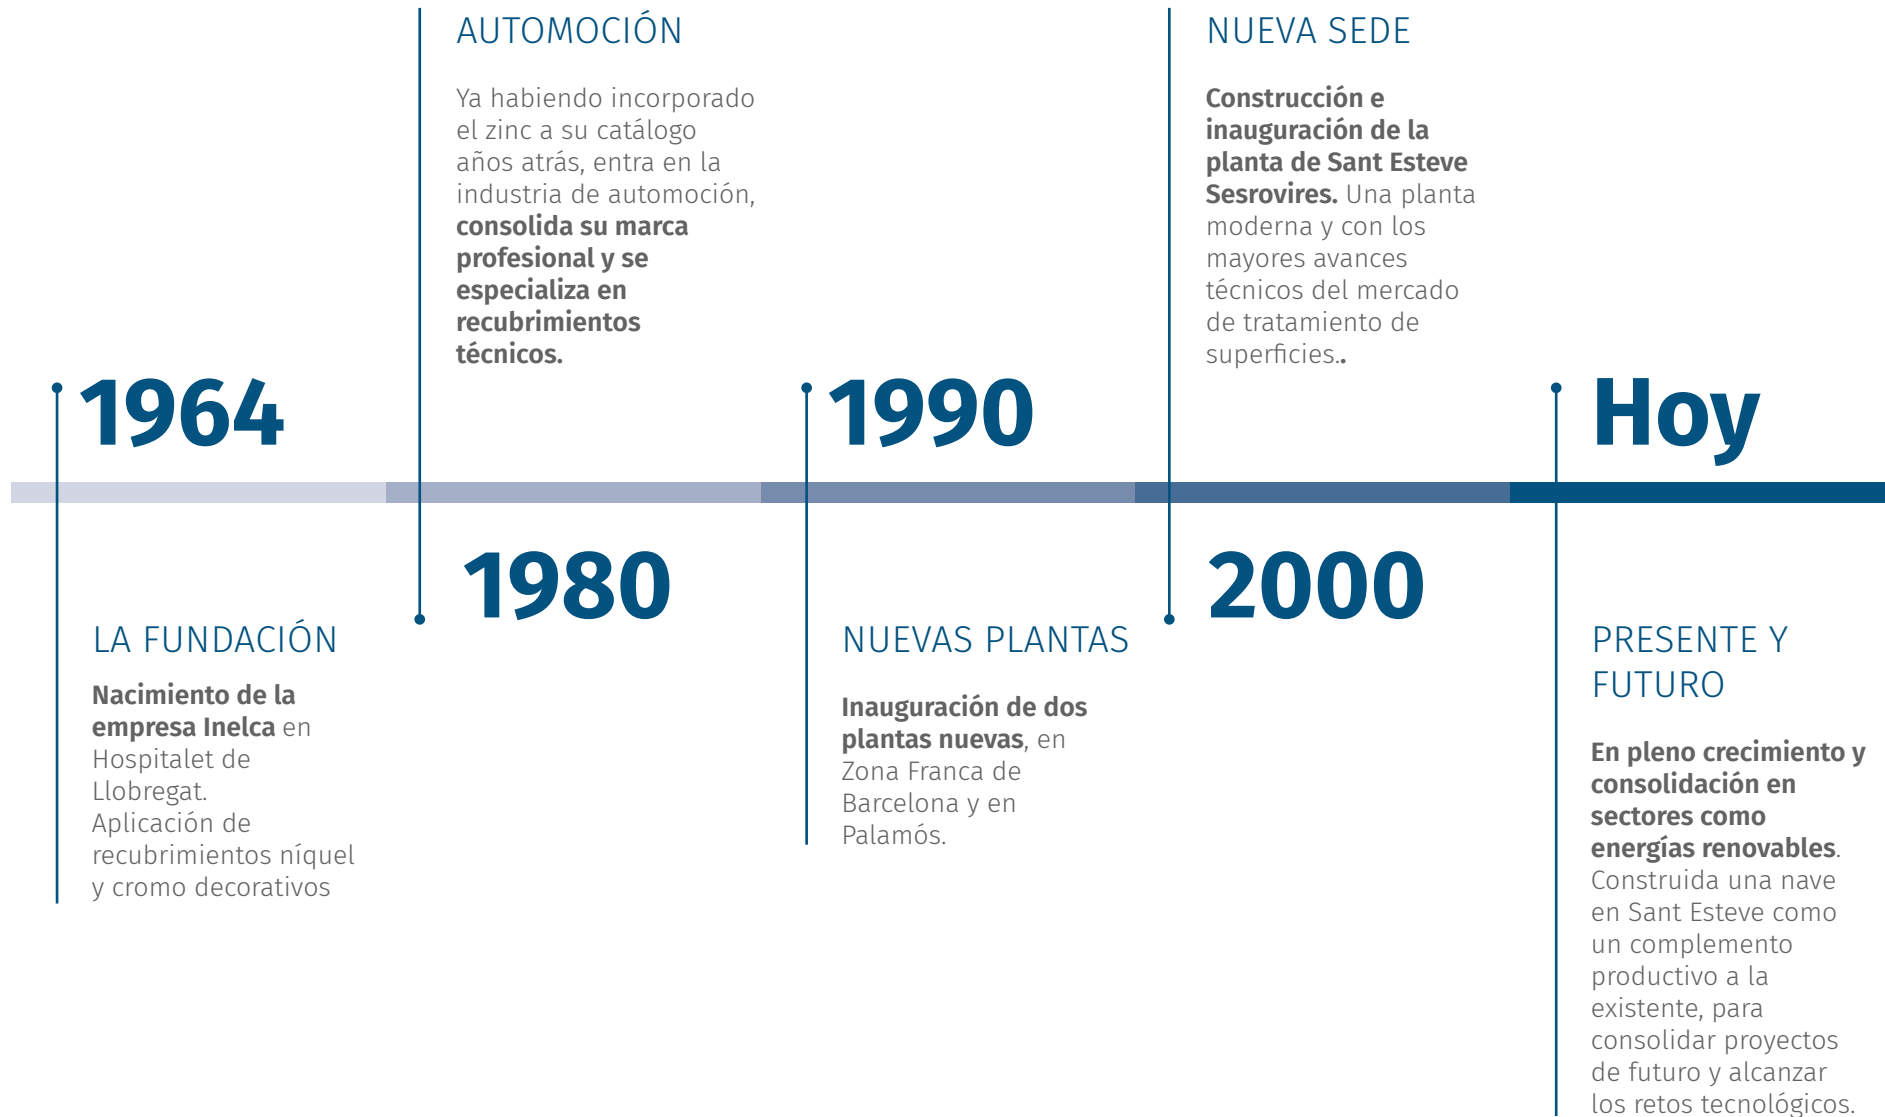 1964
LA FUNDACIÓN
Nacimiento de la
empresa Inelca en
Hospitalet de
Llobregat.
Aplicación de
recubrimientos níquel
y cromo decorativos
AUTOMOCIÓN
Ya habiendo incorporado
el zinc a su catálogo
años atrás, entra en la
industria de automoción,
consolida su marca
profesional y se
especializa en
recubrimientos
técnicos.
1980
1990
NUEVAS PLANTAS
Inauguración de dos
plantas nuevas, en
Zona Franca de
Barcelona y en
Palamós.
NUEVA SEDE
Construcción e
inauguración de la
planta de Sant Esteve
Sesrovires. Una planta
moderna y con los
mayores avances
técnicos del mercado
de tratamiento de
superficies..
2000
Hoy
PRESENTE Y
FUTURO
En pleno crecimiento y
consolidación en
sectores como
energías renovables.
Construida una nave
en Sant Esteve como
un complemento
productivo a la
existente, para
consolidar proyectos
de futuro y alcanzar
los retos tecnológicos.